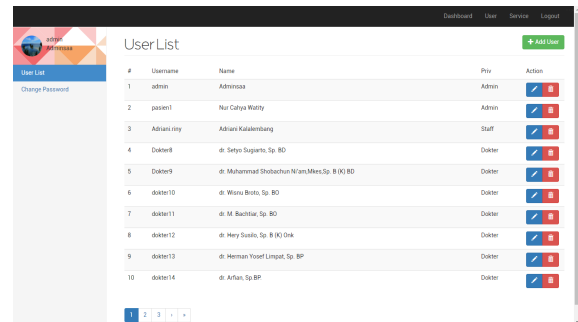 Dashboard User Service Logout
admin
Adminsaa
User List
+ Add User
User List
Change Password
# Username Name Priv Action
1 admin Adminsaa Admin
2 pasien1 Nur Cahya Watity Admin
3 Adriani.riny Adriani Kalalembang Staff
4 Dokter8 dr. Setyo Sugiarto, Sp. BD Dokter
5 Dokter9 dr. Muhammad Shobachun Ni'am,Mkes,Sp. B (K) BD Dokter
6 dokter10 dr. Wisnu Broto, Sp. BO Dokter
7 dokter11 dr. M. Bachtiar, Sp. BO Dokter
8 dokter12 dr. Hery Susilo, Sp. B (K) Onk Dokter
9 dokter13 dr. Herman Yosef Limpat, Sp. BP Dokter
10 dokter14 dr. Arfian, Sp.BP. Dokter
1 2 3 › »